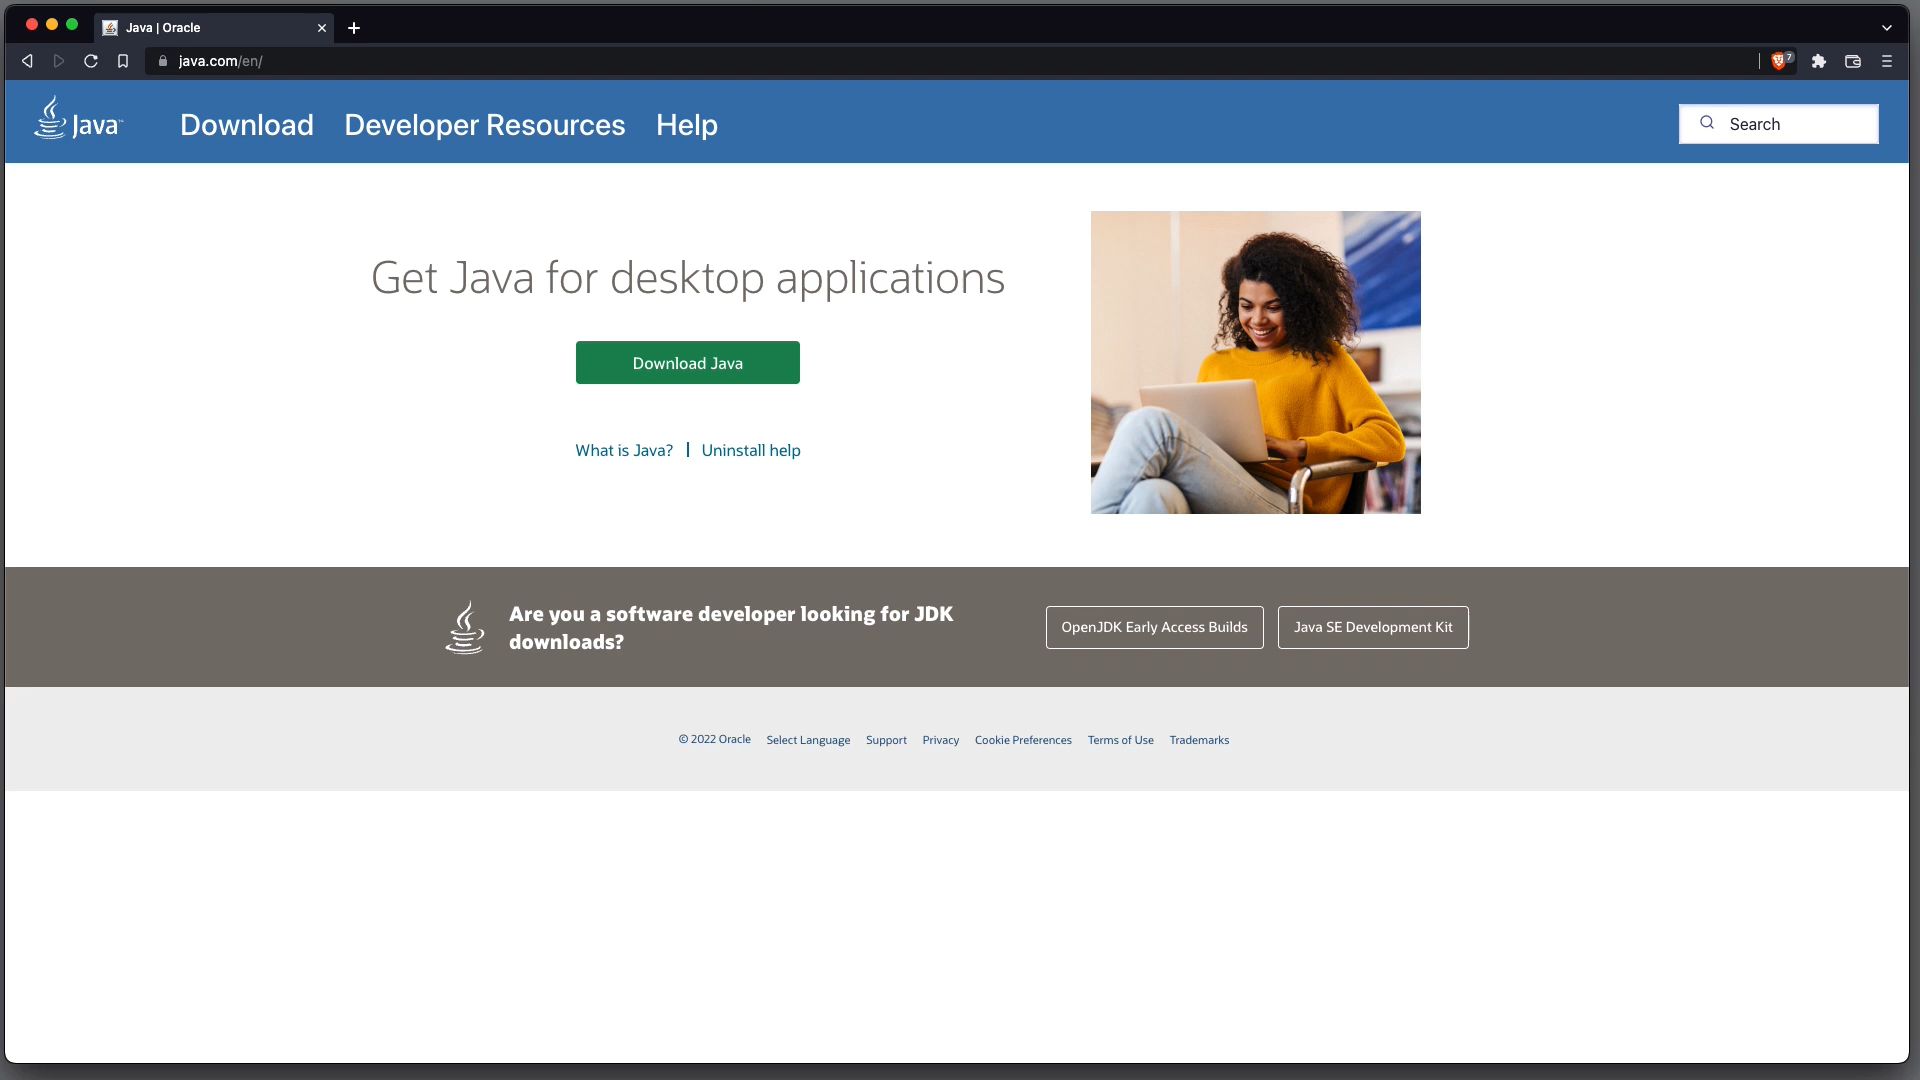 Java | Oracle
java.com/en/
7
Java™
Download
Developer Resources
Help
Search
Get Java for desktop applications
Download Java
What is Java? | Uninstall help
Are you a software developer looking for JDK
downloads?
OpenJDK Early Access Builds
Java SE Development Kit
© 2022 Oracle Select Language Support Privacy Cookie Preferences Terms of Use Trademarks